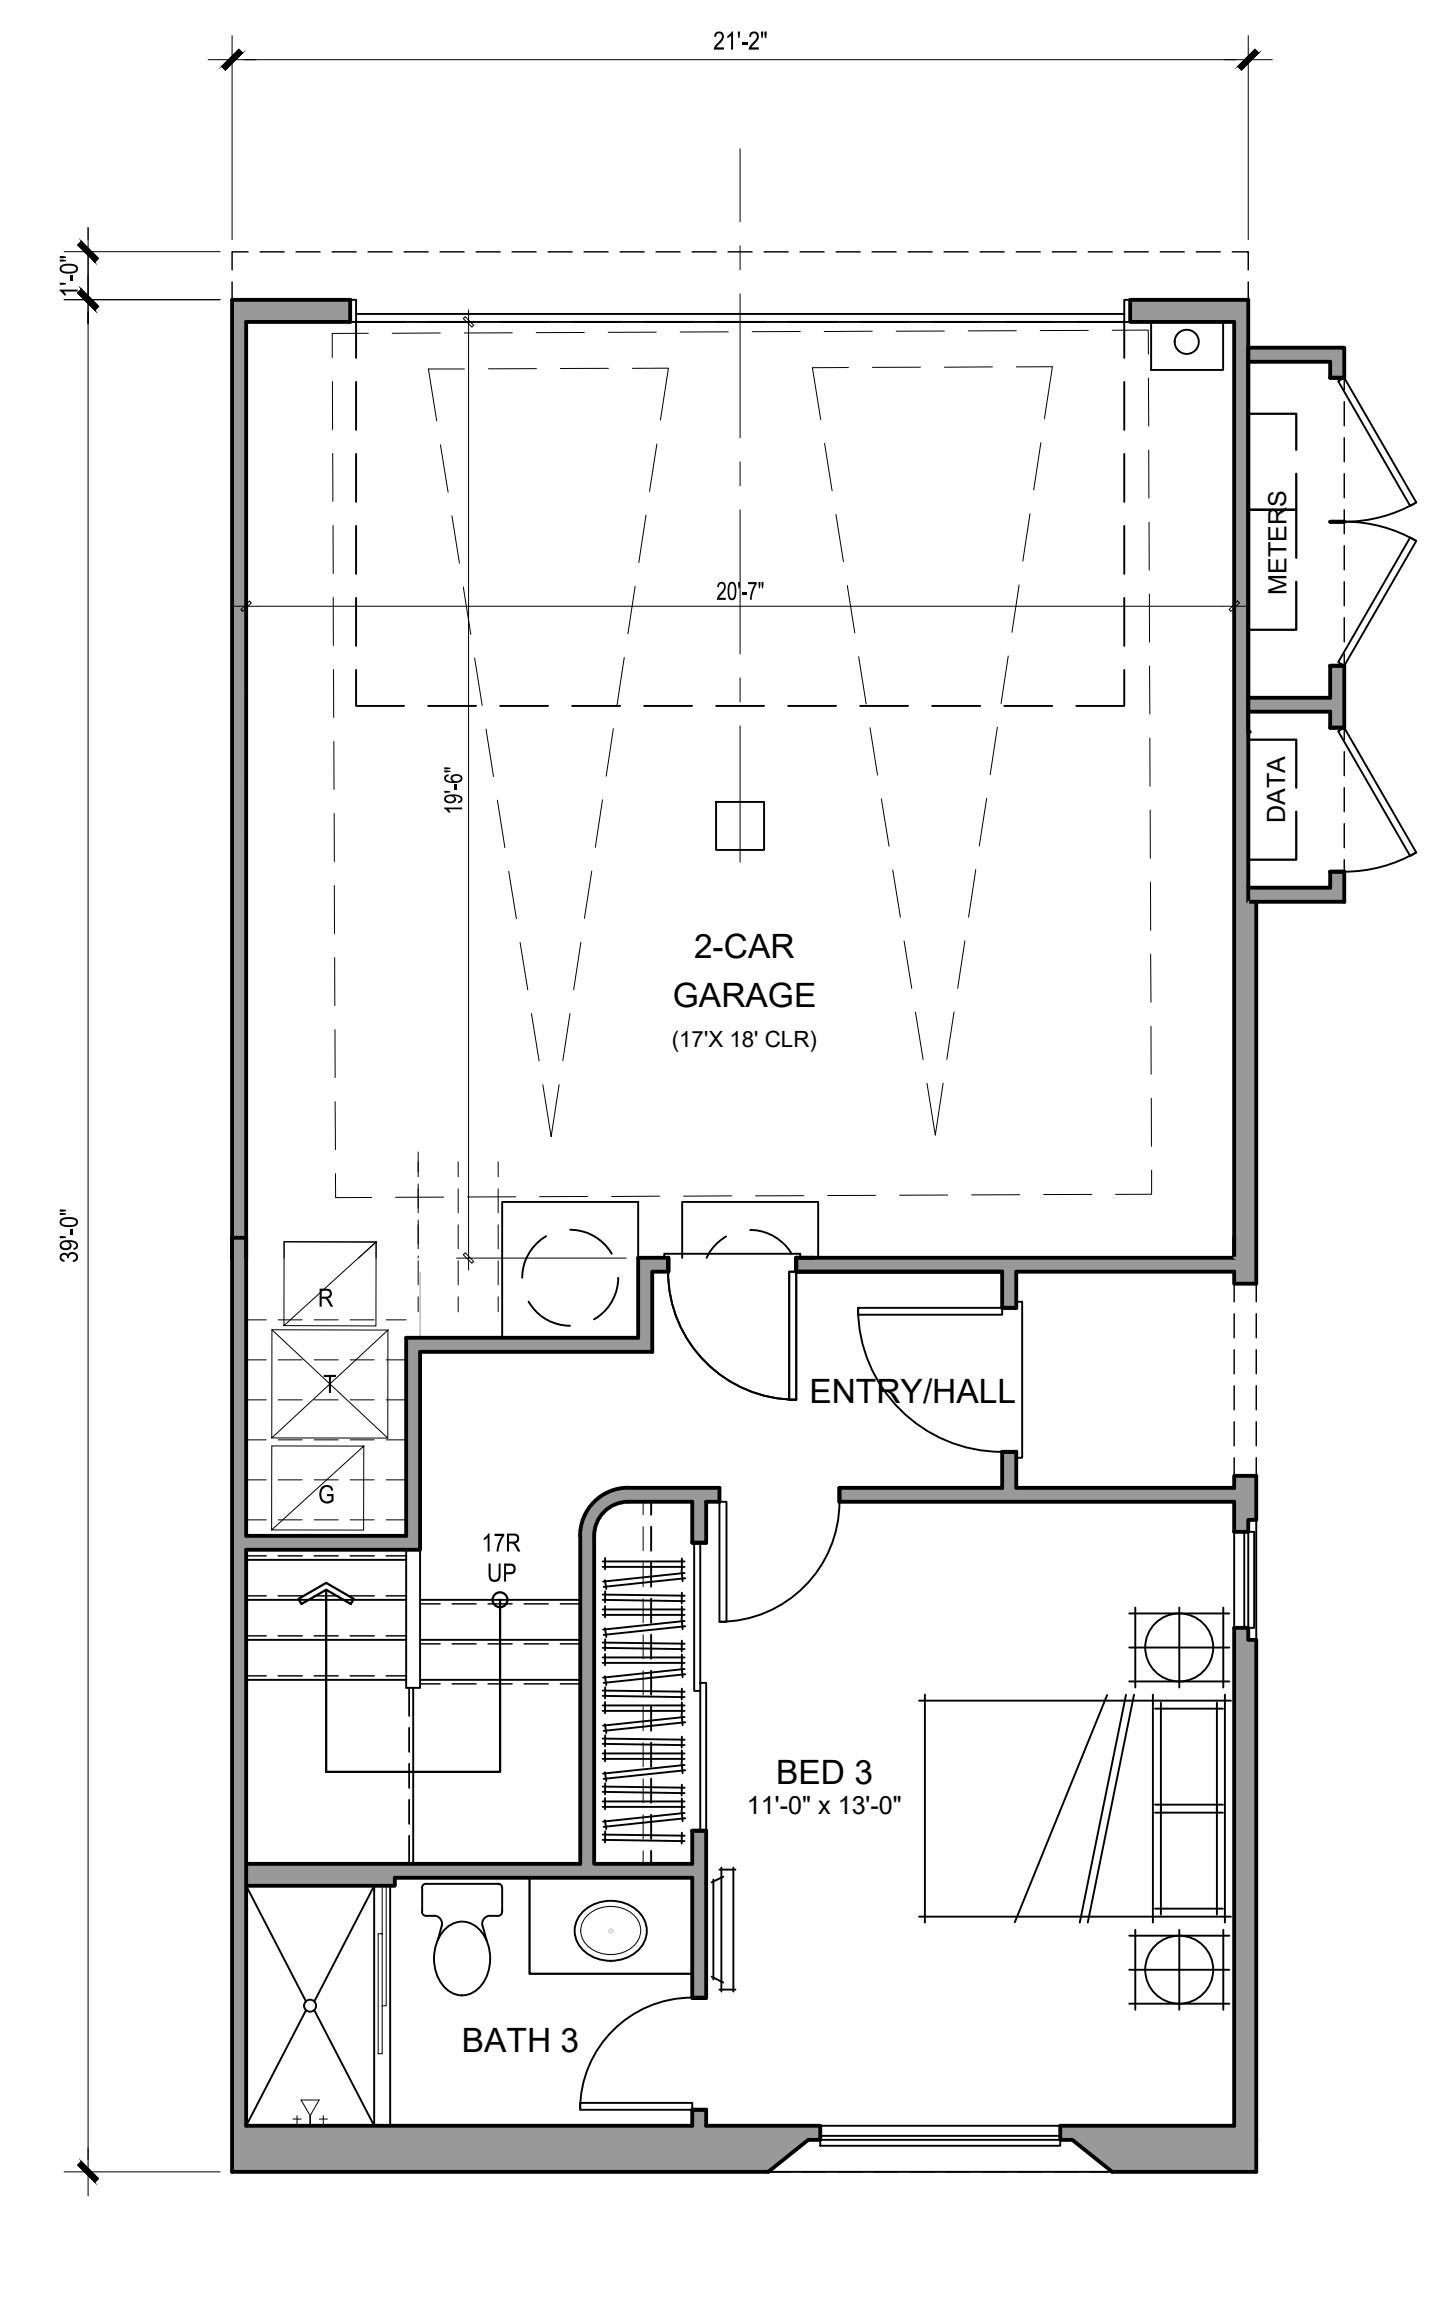 21'-2"
1'-0"
METERS
20'-7"
19'-6"
DATA
2-CAR
GARAGE
(17'X 18' CLR)
39'-0"
R
T
ENTRY/HALL
G
17R
UP
BED 3
11'-0" x 13'-0"
BATH 3